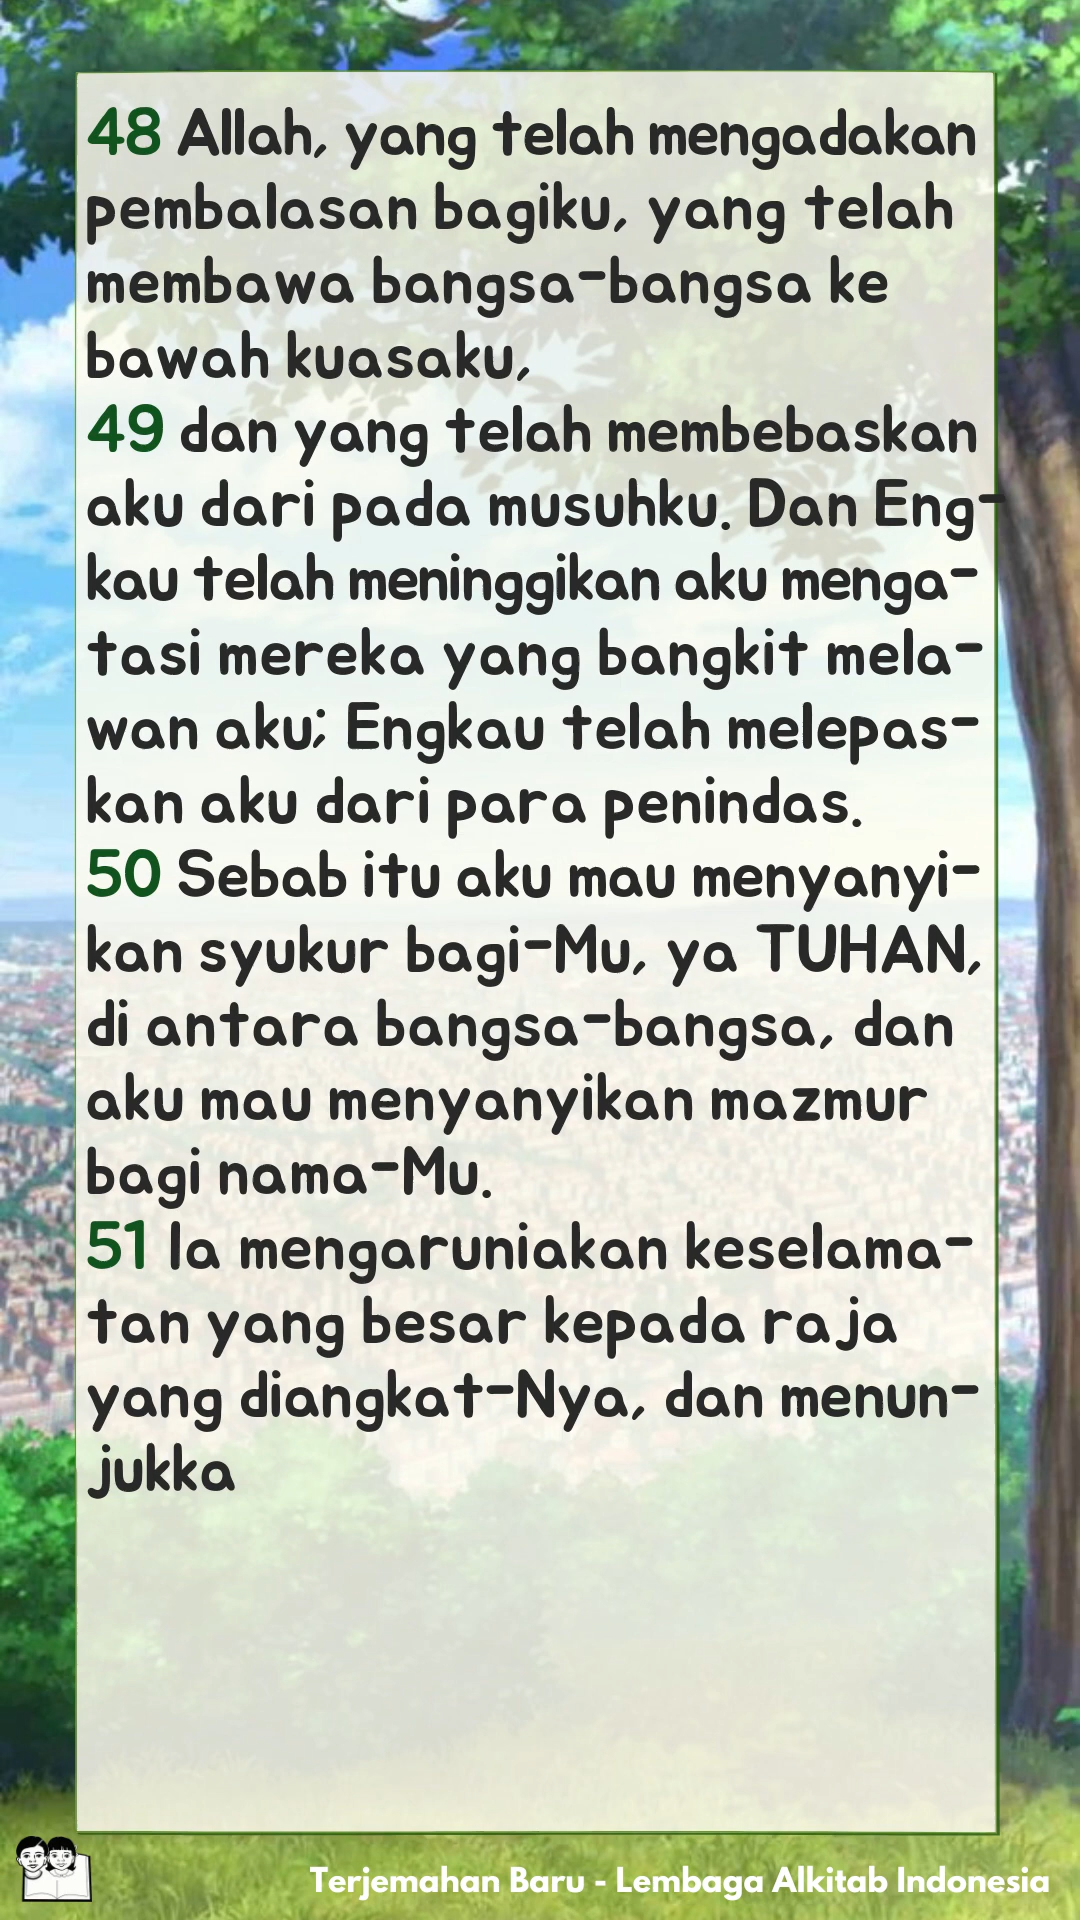 48 Allah, yang telah mengadakan
pembalasan bagiku, yang telah
membawa bangsa-bangsa ke
bawah kuasaku,
49 dan yang telah membebaskan
aku dari pada musuhku. Dan Eng-
kau telah meninggikan aku menga-
tasi mereka yang bangkit mela-
wan aku; Engkau telah melepas-
kan aku dari para penindas.
50 Sebab itu aku mau menyanyi-
kan syukur bagi-Mu, ya TUHAN,
di antara bangsa-bangsa, dan
aku mau menyanyikan mazmur
bagi nama-Mu.
51 Ia mengaruniakan keselama-
tan yang besar kepada raja
yang diangkat-Nya, dan menun-
jukka
Terjemahan Baru - Lembaga Alkitab Indonesia